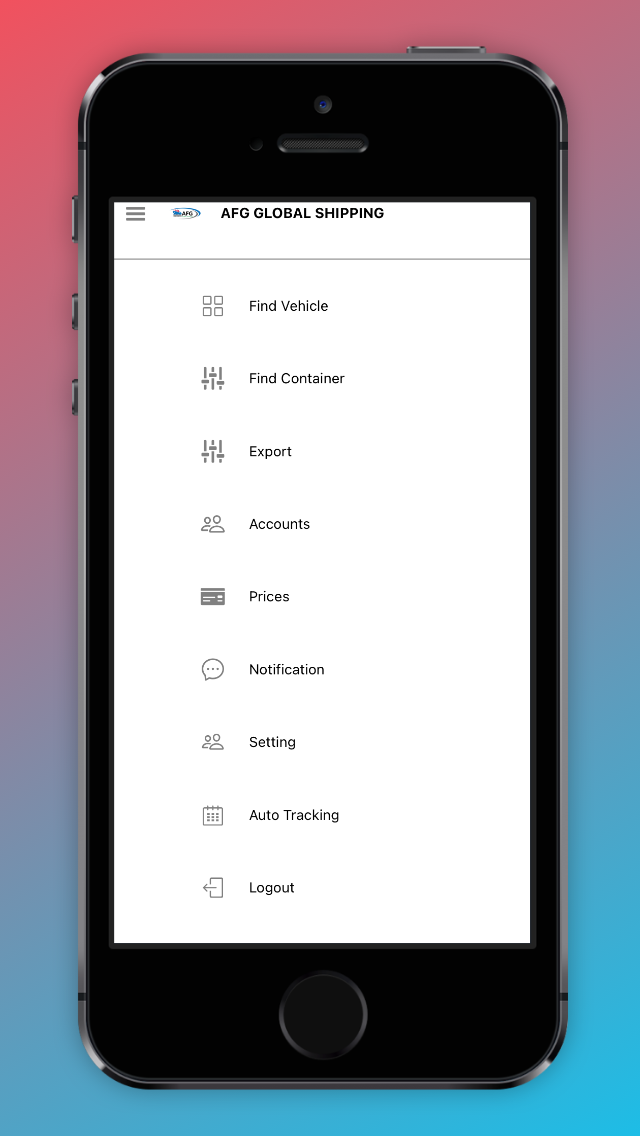 AFG
AFG GLOBAL SHIPPING
Find Vehicle
Find Container
Export
Accounts
Prices
Notification
Setting
Auto Tracking
Logout